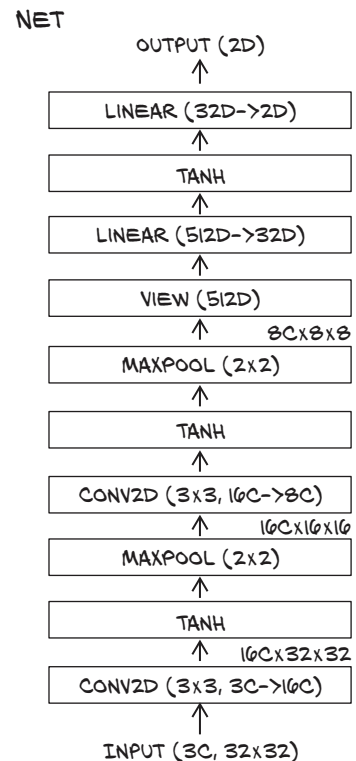 NET
OUTPUT (2D)
LINEAR (32D->2D)
TANH
LINEAR (512D->32D)
VIEW (512D)
8CX8X8
MAXPOOL (2X2)
TANH
CONV2D (3X3, 16C->8C)
16CX16X16
MAXPOOL (2X2)
TANH
16CX32X32
CONV2D (3X3, 3C->16C)
INPUT (3C, 32X32)